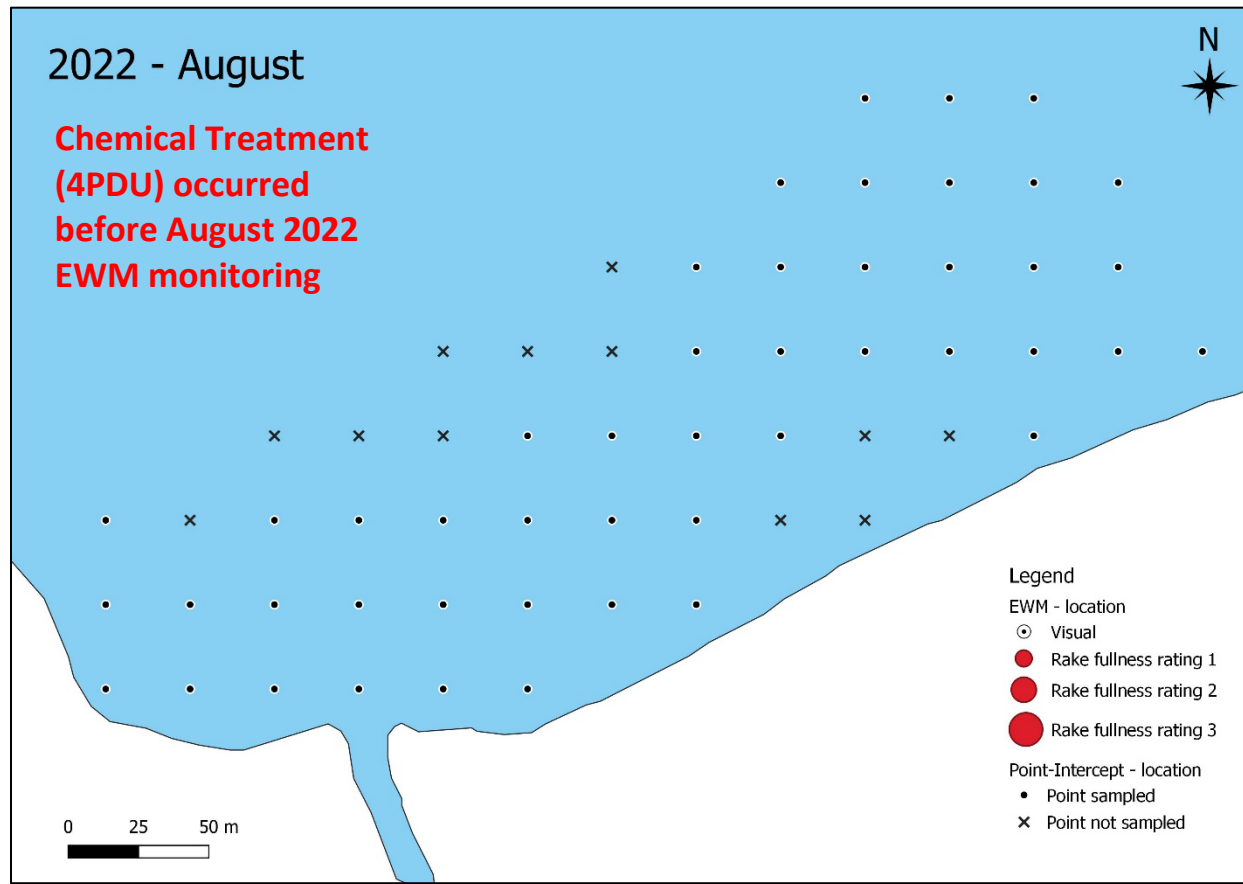 2022 - August
N
Chemical Treatment
(4PDU) occurred
before August 2022
EWM monitoring
Legend
EWM - location
Visual
Rake fullness rating 1
Rake fullness rating 2
Rake fullness rating 3
Point-Intercept - location
Point sampled
Point not sampled
0 25 50 m